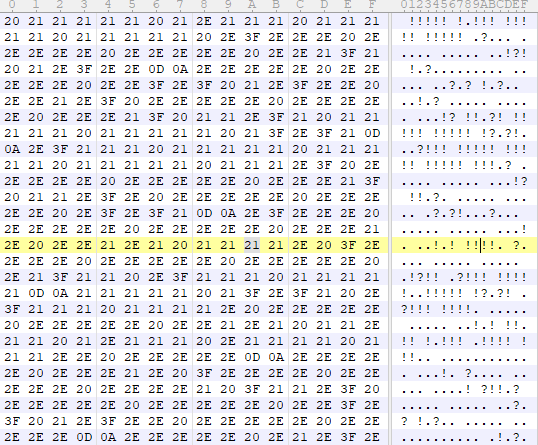 0 1 2 3 4 5 6 7 8 9 A B C D E F 0123456789ABCDEF
20 21 21 21 21 21 20 21 2E 21 21 21 20 21 21 21  !!!!! !.!!! !!!
21 21 20 21 21 21 21 21 20 2E 3F 2E 2E 2E 20 2E !! !!!!! .?... .
2E 2E 2E 2E 20 2E 2E 2E 2E 2E 20 2E 2E 21 3F 21 .... ..... ..!?!
20 21 2E 3F 2E 2E 0D 0A 2E 2E 2E 2E 2E 20 2E 2E  !.?......... ..
2E 2E 2E 20 2E 2E 3F 2E 3F 20 21 2E 3F 2E 2E 20 ... ..?.? !.?..
2E 2E 21 2E 3F 20 2E 2E 2E 2E 2E 20 2E 2E 2E 2E ..!.? ..... ....
2E 20 2E 2E 2E 21 3F 20 21 21 2E 3F 21 20 21 21 . ...!? !!.?! !!
21 21 21 20 21 21 21 21 21 20 21 3F 2E 3F 21 0D !!! !!!!! !?.?!.
0A 2E 3F 21 21 21 20 21 21 21 21 21 20 21 21 21 ..?!!! !!!!! !!!
21 21 20 21 21 21 21 21 20 21 21 21 2E 3F 20 2E !! !!!!! !!!.? .
2E 2E 2E 2E 20 2E 2E 2E 2E 2E 20 2E 2E 2E 21 3F .... ..... ...!?
20 21 21 2E 3F 2E 20 2E 2E 2E 2E 2E 20 2E 2E 2E  !!.?. ..... ...
2E 2E 20 2E 3F 2E 3F 21 0D 0A 2E 3F 2E 2E 2E 20 .. .?.?!...?...
2E 2E 2E 2E 2E 20 2E 2E 2E 2E 2E 20 2E 2E 2E 21 ..... ..... ...!
2E 20 2E 2E 21 2E 21 20 21 21 21 21 2E 20 3F 2E . ..!.! !!!!. ?.
2E 2E 2E 20 2E 2E 2E 2E 2E 20 2E 2E 2E 2E 2E 20 ... ..... .....
2E 21 3F 21 21 20 2E 3F 21 21 21 20 21 21 21 21 .!?!! .?!!! !!!!
21 0D 0A 21 21 21 21 21 20 21 3F 2E 3F 21 20 2E !..!!!!! !?.?! .
3F 21 21 21 20 21 21 21 21 2E 20 2E 2E 2E 2E 2E ?!!! !!!!. .....
20 2E 2E 2E 2E 2E 20 2E 2E 21 2E 21 20 21 21 2E  ..... ..!.! !!.
21 21 20 21 2E 21 21 21 20 2E 21 21 21 21 20 21 !! !.!!! .!!!! !
21 21 2E 2E 20 2E 2E 2E 2E 2E 0D 0A 2E 2E 2E 2E !!.. ...........
2E 20 2E 2E 2E 21 2E 20 3F 2E 2E 2E 2E 20 2E 2E . ...!. ?.... ..
2E 2E 2E 20 2E 2E 2E 2E 21 20 3F 21 21 2E 3F 20 ... ....! ?!!.?
2E 2E 2E 2E 2E 20 2E 2E 2E 2E 2E 20 2E 2E 3F 2E ..... ..... ..?.
3F 20 21 2E 3F 2E 2E 20 2E 2E 2E 2E 2E 20 2E 2E ? !.?.. ..... ..
2E 2E 2E 0D 0A 2E 2E 2E 2E 2E 20 2E 21 2E 3F 2E .......... .!.?.